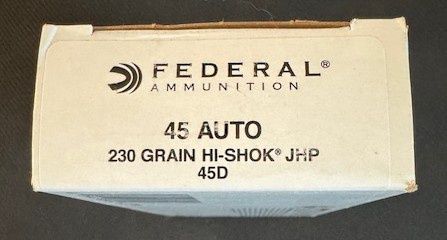 FEDERAL®
AMMUNITION
45 AUTO
230 GRAIN HI-SHOK® JHP
45D